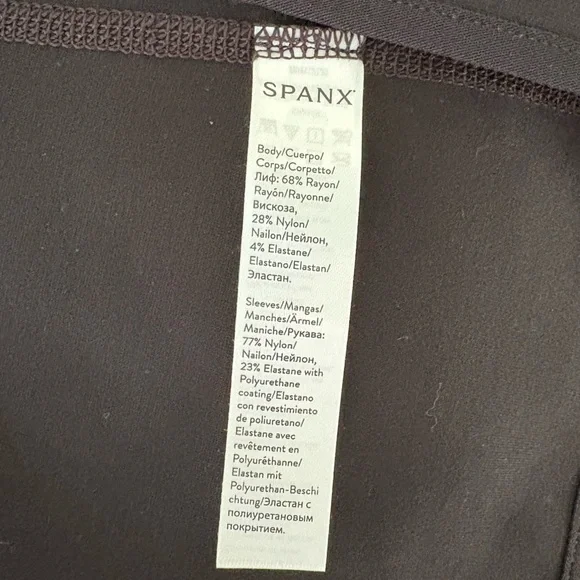 SPANX
Body/Cuerpo/
Corps/Corpetto/
Лиф: 68% Rayon/
Rayón/Rayonne/
Вискоза,
28% Nylon/
Nailon/Нейлон,
4% Elastane/
Elastano/Elastan/
Эластан.
Sleeves/Mangas/
Manches/Ärmel/
Maniche/Рукава:
77% Nylon/
Nailon/Нейлон,
23% Elastane with
Polyurethane
coating/Elastano
con revestimiento
de poliuretano/
Elastane avec
revêtement en
Polyuréthanne/
Elastan mit
Polyurethan-Beschi
chtung/Эластан с
полиуретановым
покрытием.